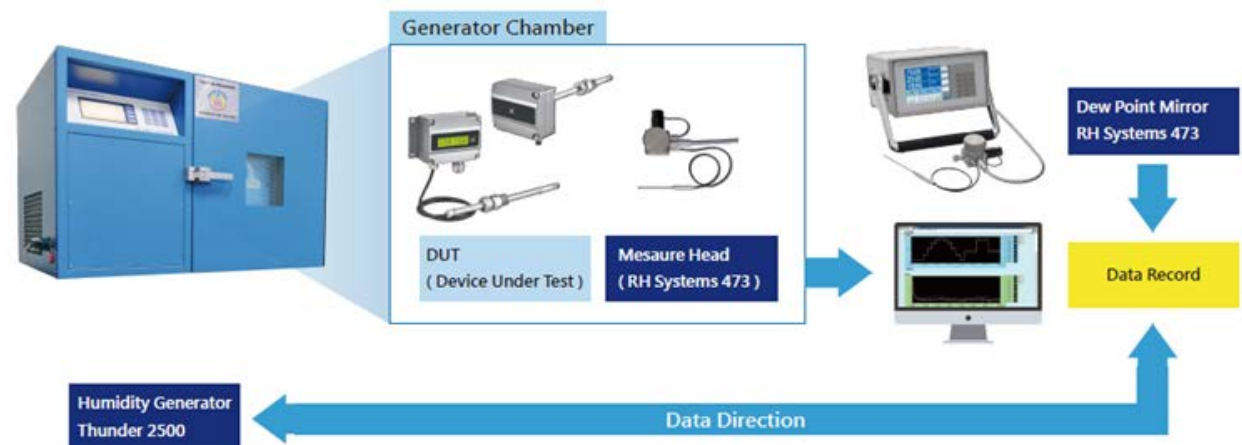 Generator Chamber
DUT
( Device Under Test )
Mesaure Head
( RH Systems 473 )
Dew Point Mirror
RH Systems 473
Data Record
Humidity Generator
Thunder 2500
Data Direction